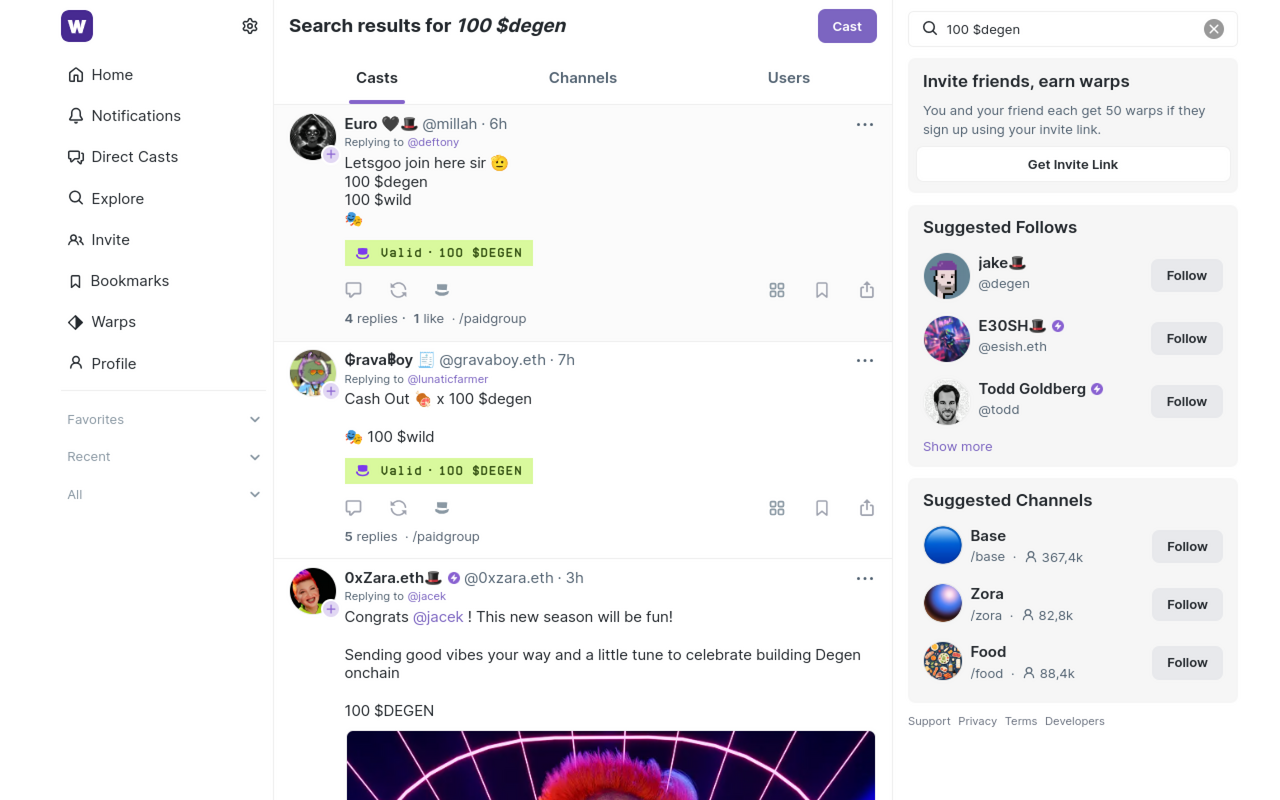 W
Home
Notifications
Direct Casts
Explore
Invite
Bookmarks
Warps
Profile
Favorites
Recent
All
Search results for 100 $degen
Cast
Casts
Channels
Users
Euro 🖤🎩 @millah · 6h
Replying to @deftony
Letsgoo join here sir 🫡
100 $degen
100 $wild
🎭
Valid · 100 $DEGEN
4 replies · 1 like · /paidgroup
₲rava฿oy 🧾 @gravaboy.eth · 7h
Replying to @lunaticfarmer
Cash Out 🍖 x 100 $degen
🎭 100 $wild
Valid · 100 $DEGEN
5 replies · /paidgroup
0xZara.eth🎩 @0xzara.eth · 3h
Replying to @jacek
Congrats @jacek ! This new season will be fun!
Sending good vibes your way and a little tune to celebrate building Degen
onchain
100 $DEGEN
100 $degen
Invite friends, earn warps
You and your friend each get 50 warps if they
sign up using your invite link.
Get Invite Link
Suggested Follows
jake🎩
@degen
Follow
E30SH🎩
@esish.eth
Follow
Todd Goldberg
@todd
Follow
Show more
Suggested Channels
Base
/base · 367,4k
Follow
Zora
/zora · 82,8k
Follow
Food
/food · 88,4k
Follow
Support Privacy Terms Developers